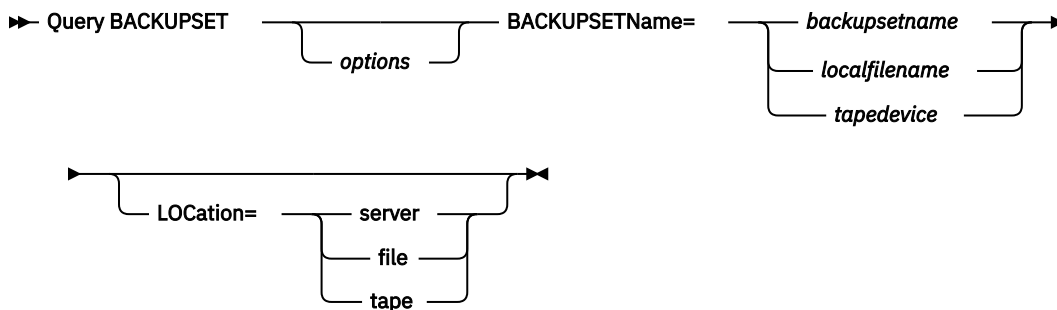 Query BACKUPSET options BACKUPSETName= backupsetname
localfilename
tapedevice
LOCation= server
file
tape